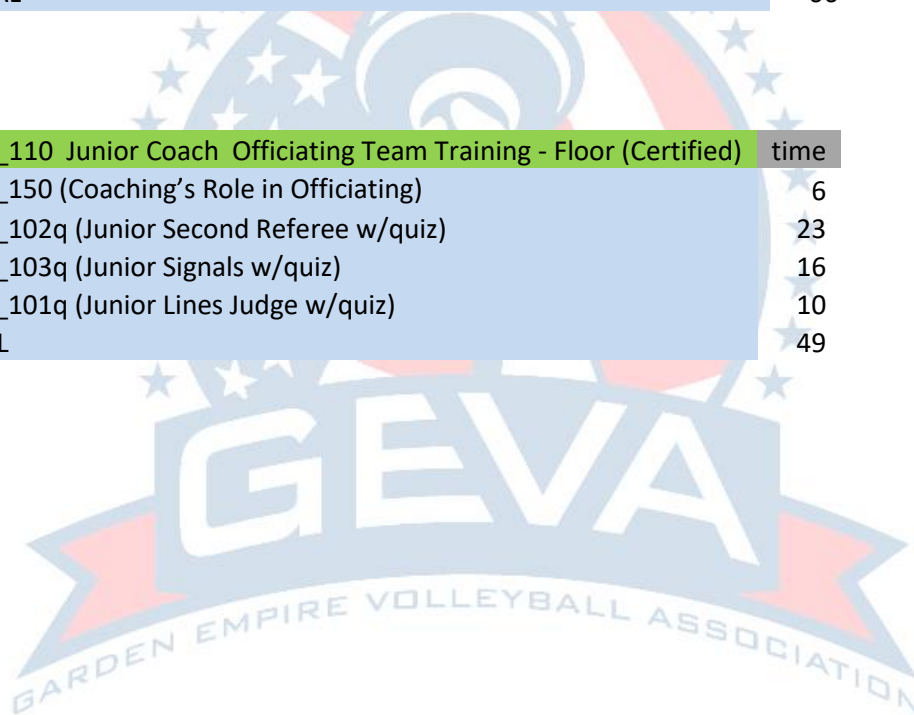 _110 Junior Coach Officiating Team Training - Floor (Certified) time
_150 (Coaching's Role in Officiating) 6
_102q (Junior Second Referee w/quiz) 23
_103q (Junior Signals w/quiz) 16
_101q (Junior Lines Judge w/quiz) 10
L 49
GEVA
GARDEN EMPIRE VOLLEYBALL ASSOCIATION